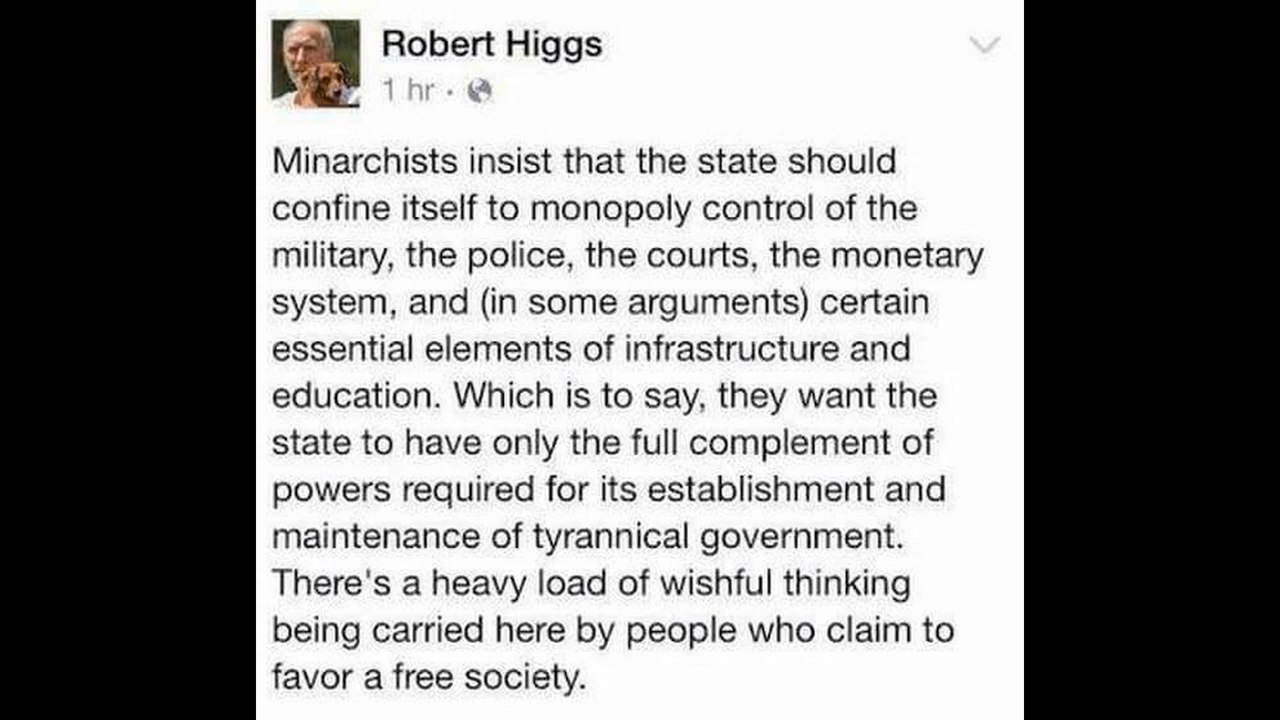 Robert Higgs
1 hr ·
Minarchists insist that the state should
confine itself to monopoly control of the
military, the police, the courts, the monetary
system, and (in some arguments) certain
essential elements of infrastructure and
education. Which is to say, they want the
state to have only the full complement of
powers required for its establishment and
maintenance of tyrannical government.
There's a heavy load of wishful thinking
being carried here by people who claim to
favor a free society.